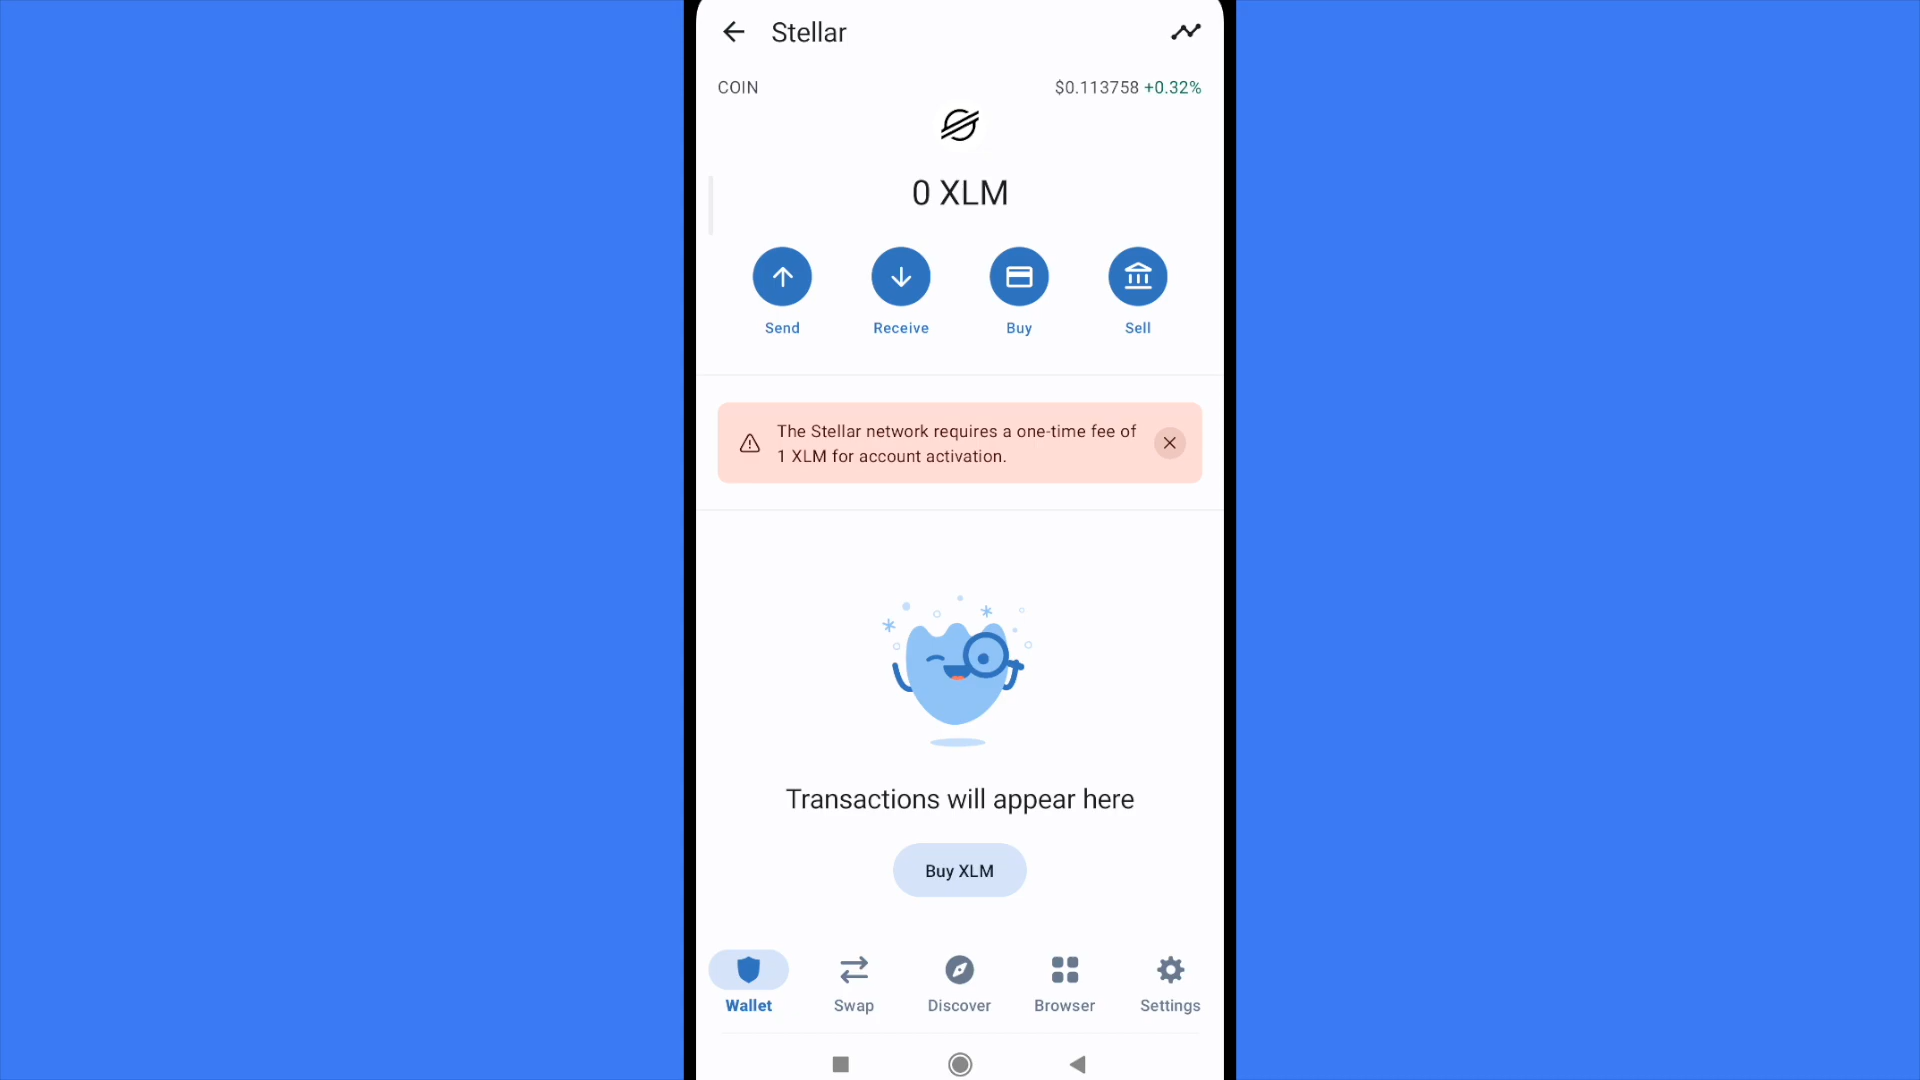 Stellar
COIN
$0.113758 +0.32%
0 XLM
Send
Receive
Buy
Sell
The Stellar network requires a one-time fee of
1 XLM for account activation.
Transactions will appear here
Buy XLM
Wallet
Swap
Discover
Browser
Settings